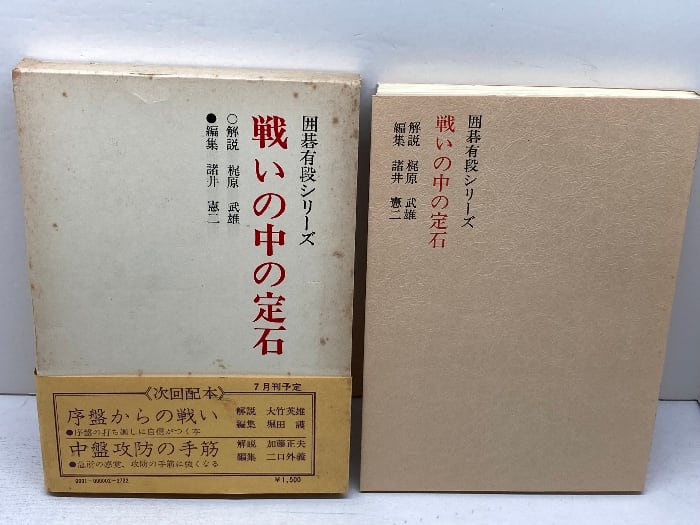 囲碁有段シリーズ
戦いの中の定石
○解説 梶原 武雄
●編集 諸井 憲二
7月刊予定
《次回配本》
序盤からの戦い
●序盤の打ち廻しに自信がつく本
解説 大竹英雄
編集 堀田 護
中盤攻防の手筋
●急所の感覚、攻防の手筋に強くなる
解説 加藤正夫
編集 二口外義
¥1,500
囲碁有段シリーズ
戦いの中の定石
解説 梶原 武雄
編集 諸井 憲二